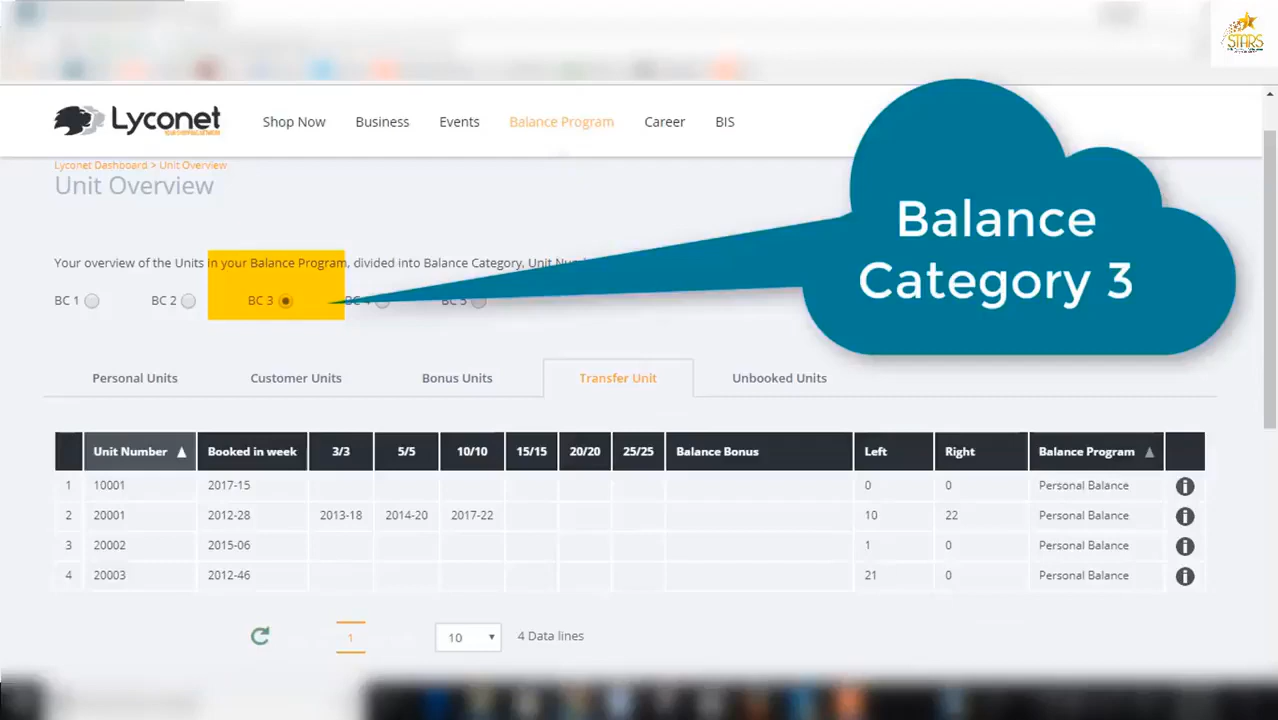 STARS
Lyconet
Shop Now Business Events Balance Program Career BIS
Lyconet Dashboard > Unit Overview
Unit Overview
Balance
Category 3
Your overview of the Units in your Balance Program, divided into Balance Category, Unit
BC 1 BC 2 BC 3
Personal Units Customer Units Bonus Units Transfer Unit Unbooked Units
Unit Number Booked in week 3/3 5/5 10/10 15/15 20/20 25/25 Balance Bonus Left Right Balance Program
1 10001 2017-15 0 0 Personal Balance
2 20001 2012-28 2013-18 2014-20 2017-22 10 22 Personal Balance
3 20002 2015-06 1 0 Personal Balance
4 20003 2012-46 21 0 Personal Balance
1 10 4 Data lines